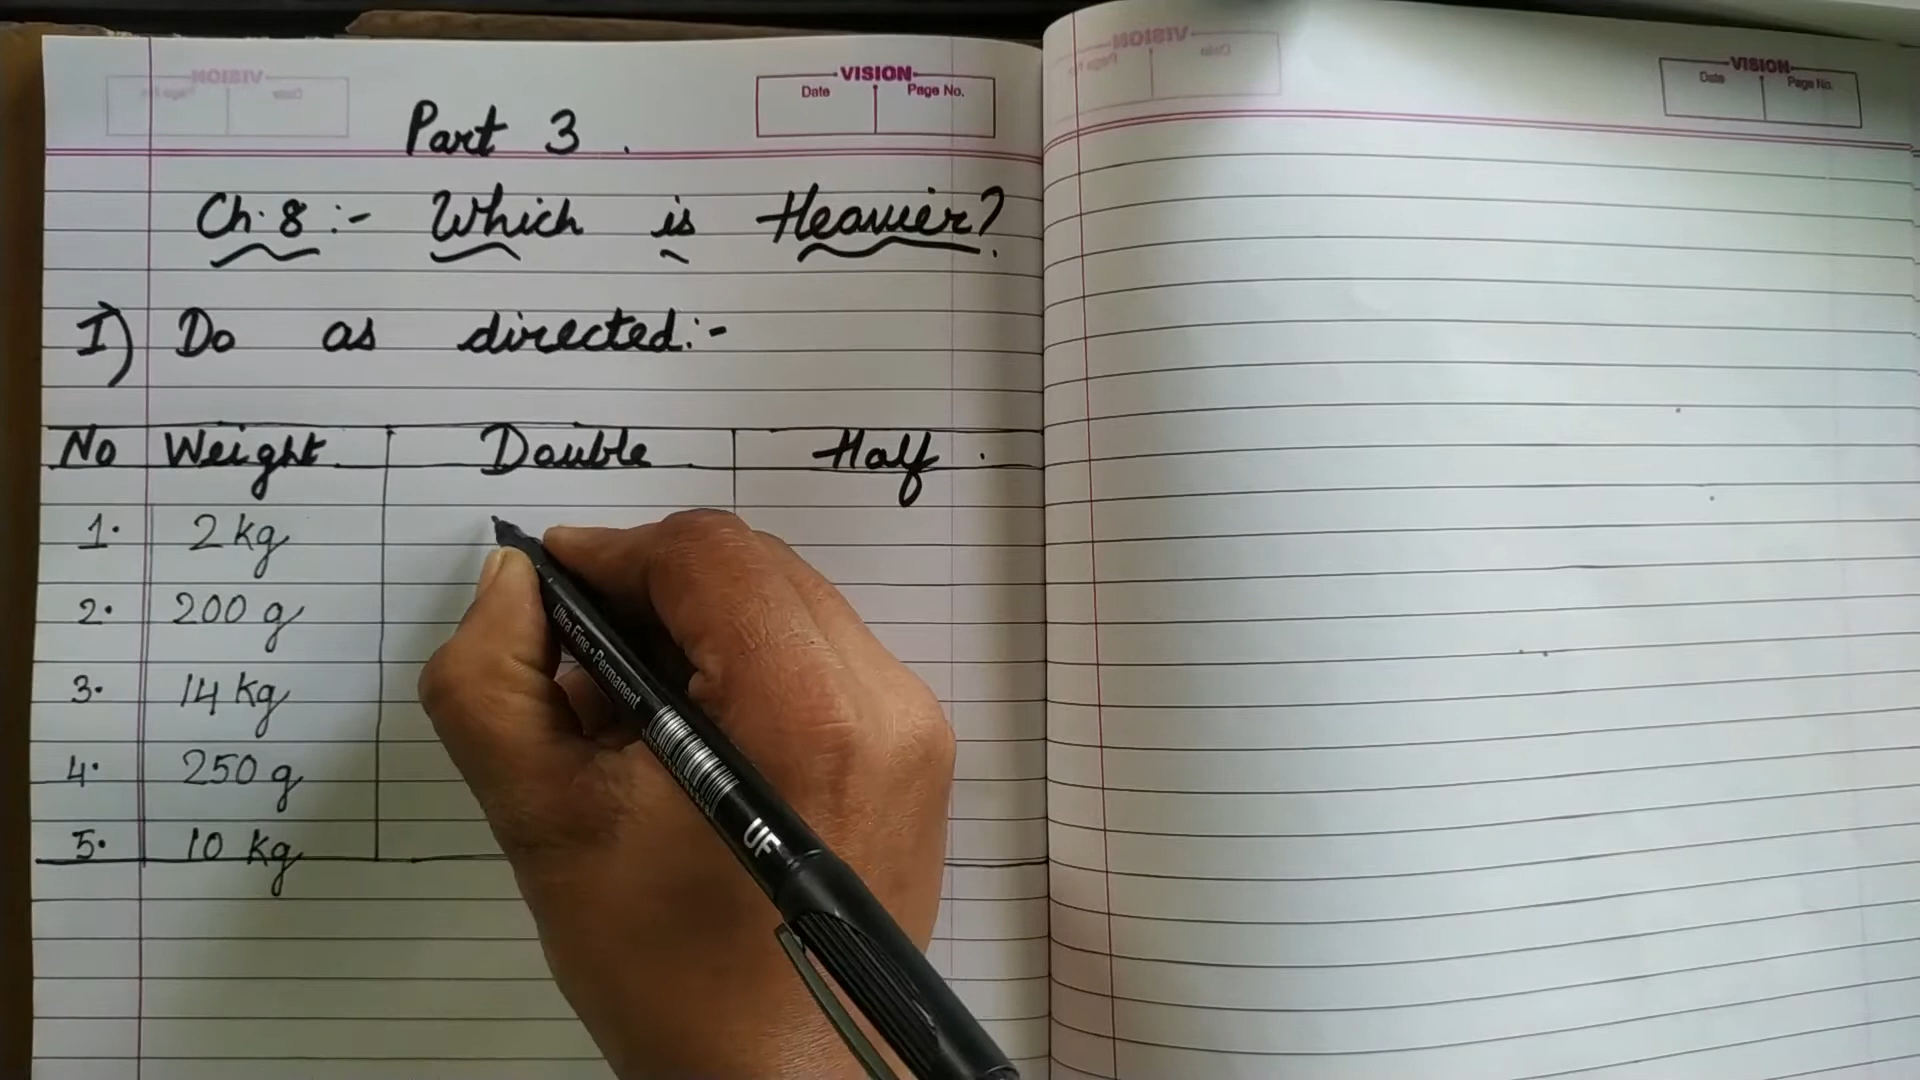 VISION
Date Page No.
Part 3.
Ch. 8 :- Which is Heavier?
I) Do as directed :-
No Weight Double Half.
1. 2 kg
2. 200 g
3. 14 kg
4. 250 g
5. 10 kg
Ultra Fine • Permanent
UF
VISION
Date Page No.